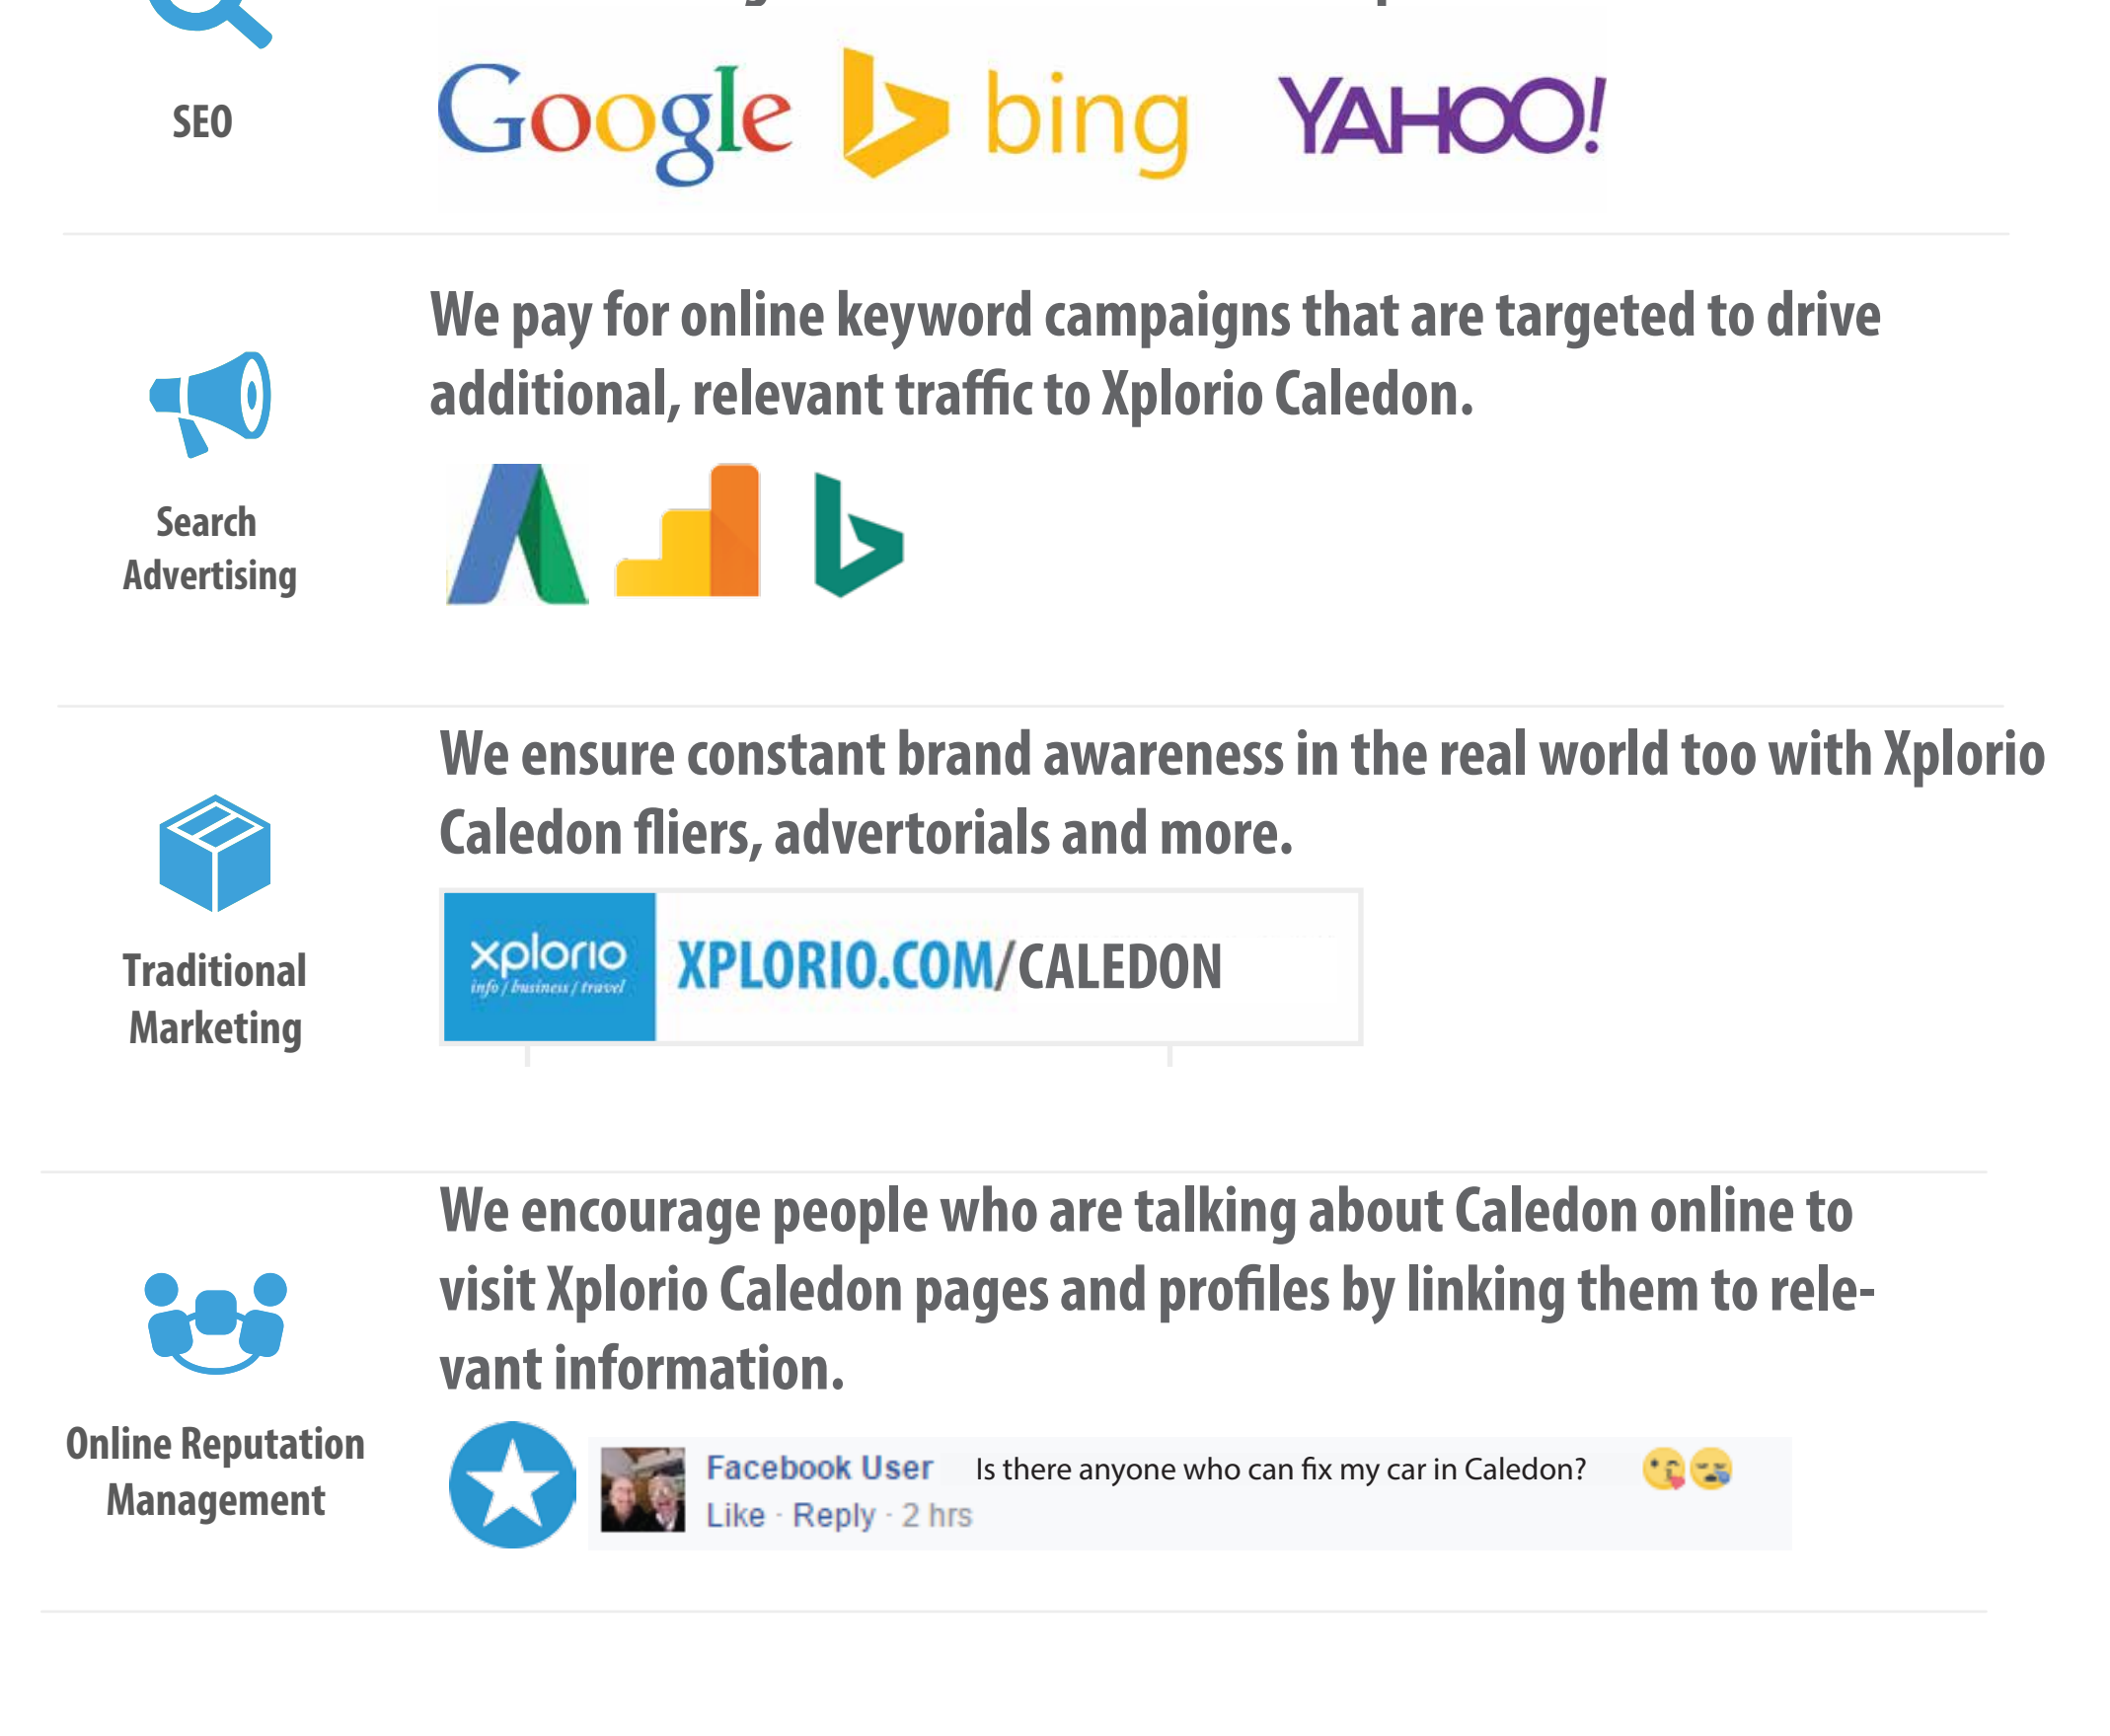 Google bing YAHOO!
SEO
We pay for online keyword campaigns that are targeted to drive
additional, relevant traffic to Xplorio Caledon.
Search
Advertising
We ensure constant brand awareness in the real world too with Xplorio
Caledon fliers, advertorials and more.
xplorio
info / business / travel
XPLORIO.COM/CALEDON
Traditional
Marketing
We encourage people who are talking about Caledon online to
visit Xplorio Caledon pages and profiles by linking them to rele-
vant information.
Online Reputation
Management
Facebook User Is there anyone who can fix my car in Caledon?
Like · Reply · 2 hrs